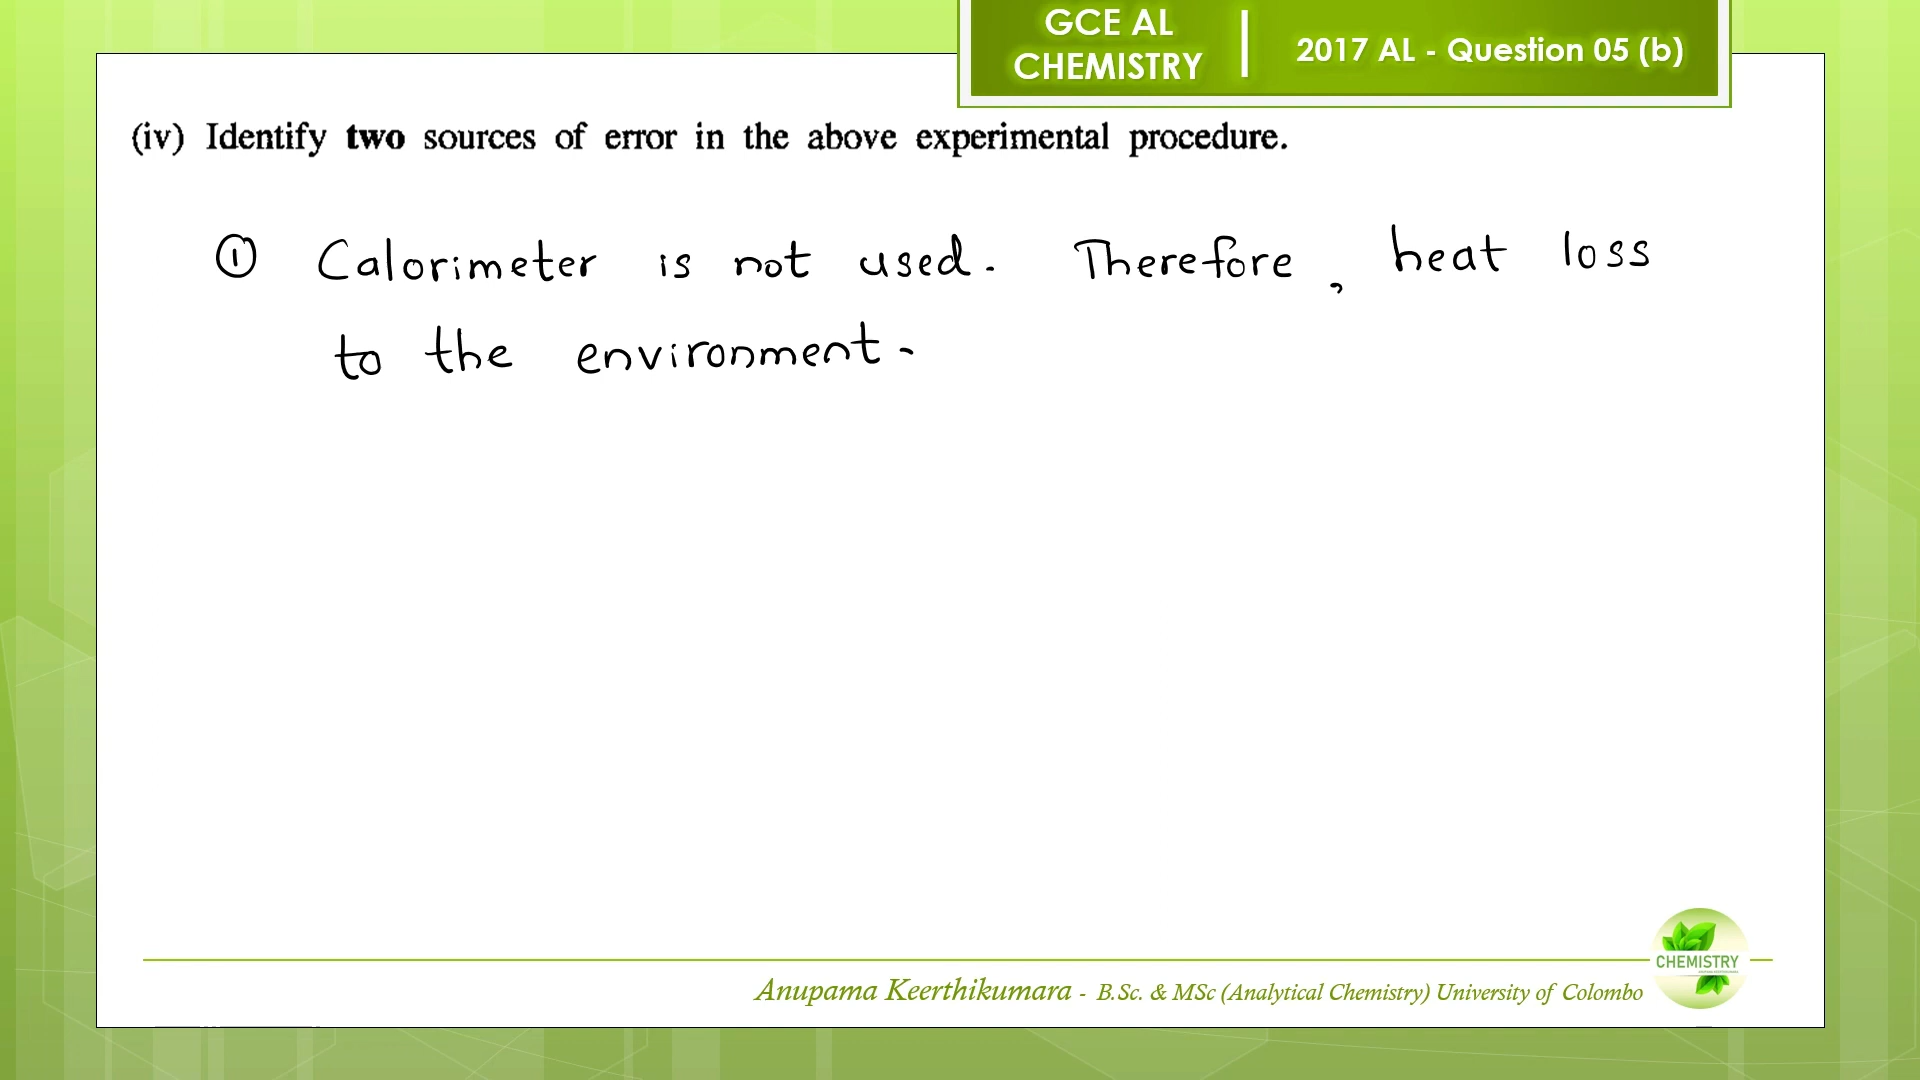 GCE AL
CHEMISTRY
2017 AL - Question 05 (b)
(iv) Identify two sources of error in the above experimental procedure.
① Calorimeter is not used. Therefore, heat loss
to the environment.
CHEMISTRY
Anupama Keerthikumara - B.Sc. & MSc (Analytical Chemistry) University of Colombo